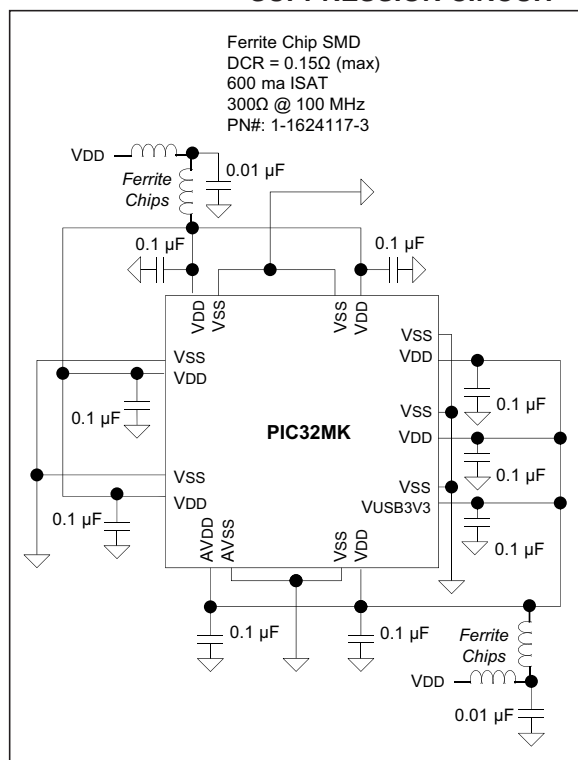 Ferrite Chip SMD
DCR = 0.15Ω (max)
600 ma ISAT
300Ω @ 100 MHz
PN#: 1-1624117-3
VDD
0.01 µF
Ferrite
Chips
0.1 µF
0.1 µF
VDD
VSS
VSS
VDD
VSS
VDD
VSS
VDD
0.1 µF
0.1 µF
PIC32MK
VSS
VDD
0.1 µF
VSS
VDD
0.1 µF
VSS
VUSB3V3
0.1 µF
AVDD
AVSS
VSS
VDD
0.1 µF
0.1 µF
Ferrite
Chips
VDD
0.01 µF